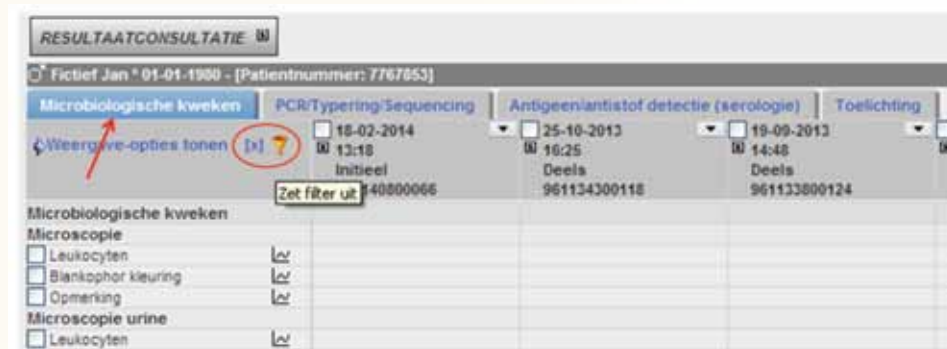 RESULTAATCONSULTATIE
Fictief Jan * 01-01-1980 - [Patientnummer: 7767853]
Microbiologische kweken PCR/Typering/Sequencing Antigeen/antistof detectie (serologie) Toelichting
Weergave-opties tonen [x] 18-02-2014 25-10-2013 19-09-2013
13:18 16:25 14:48
Initieel Deels Deels
Zet filter uit 40800066 961134300118 961133800124
Microbiologische kweken
Microscopie
Leukocyten
Blankophor kleuring
Opmerking
Microscopie urine
Leukocyten